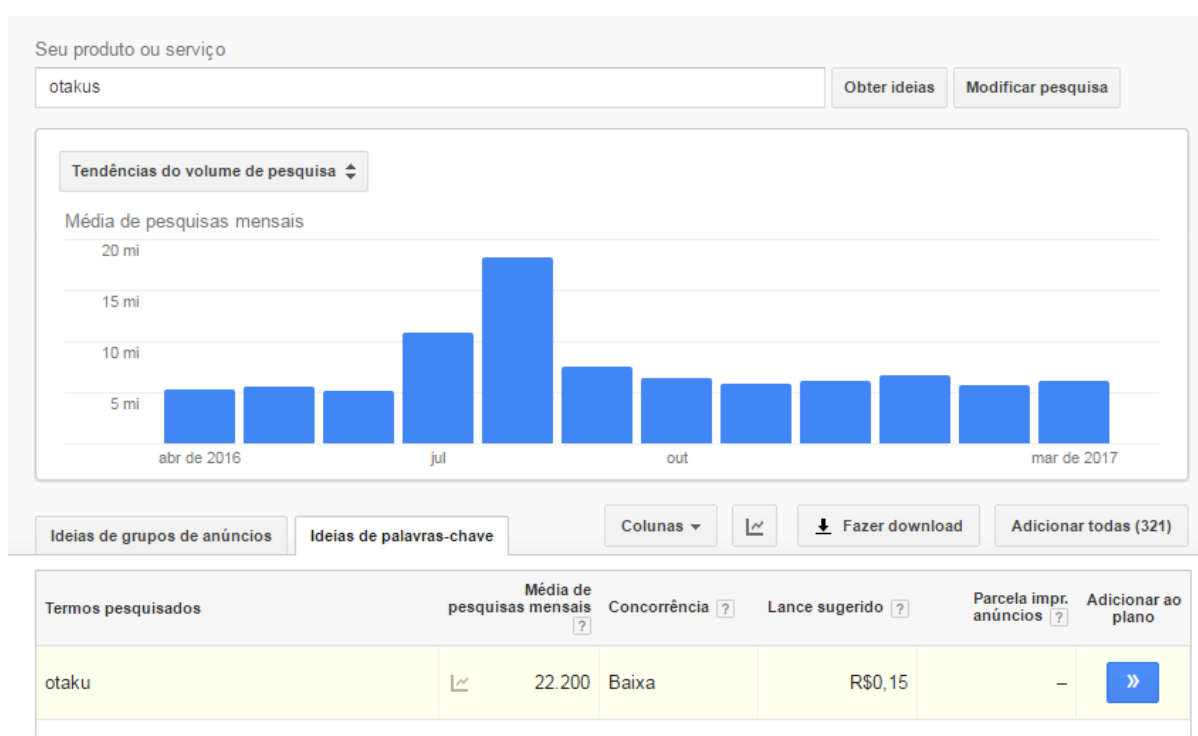 Seu produto ou serviço
otakus
Obter ideias
Modificar pesquisa
Tendências do volume de pesquisa
Média de pesquisas mensais
20 mi
15 mi
10 mi
5 mi
abr de 2016
jul
out
mar de 2017
Ideias de grupos de anúncios
Ideias de palavras-chave
Colunas
Fazer download
Adicionar todas (321)
Termos pesquisados
Média de
pesquisas mensais
?
Concorrência ?
Lance sugerido ?
Parcela impr.
anúncios ?
Adicionar ao
plano
otaku
22.200
Baixa
R$0,15
–
»